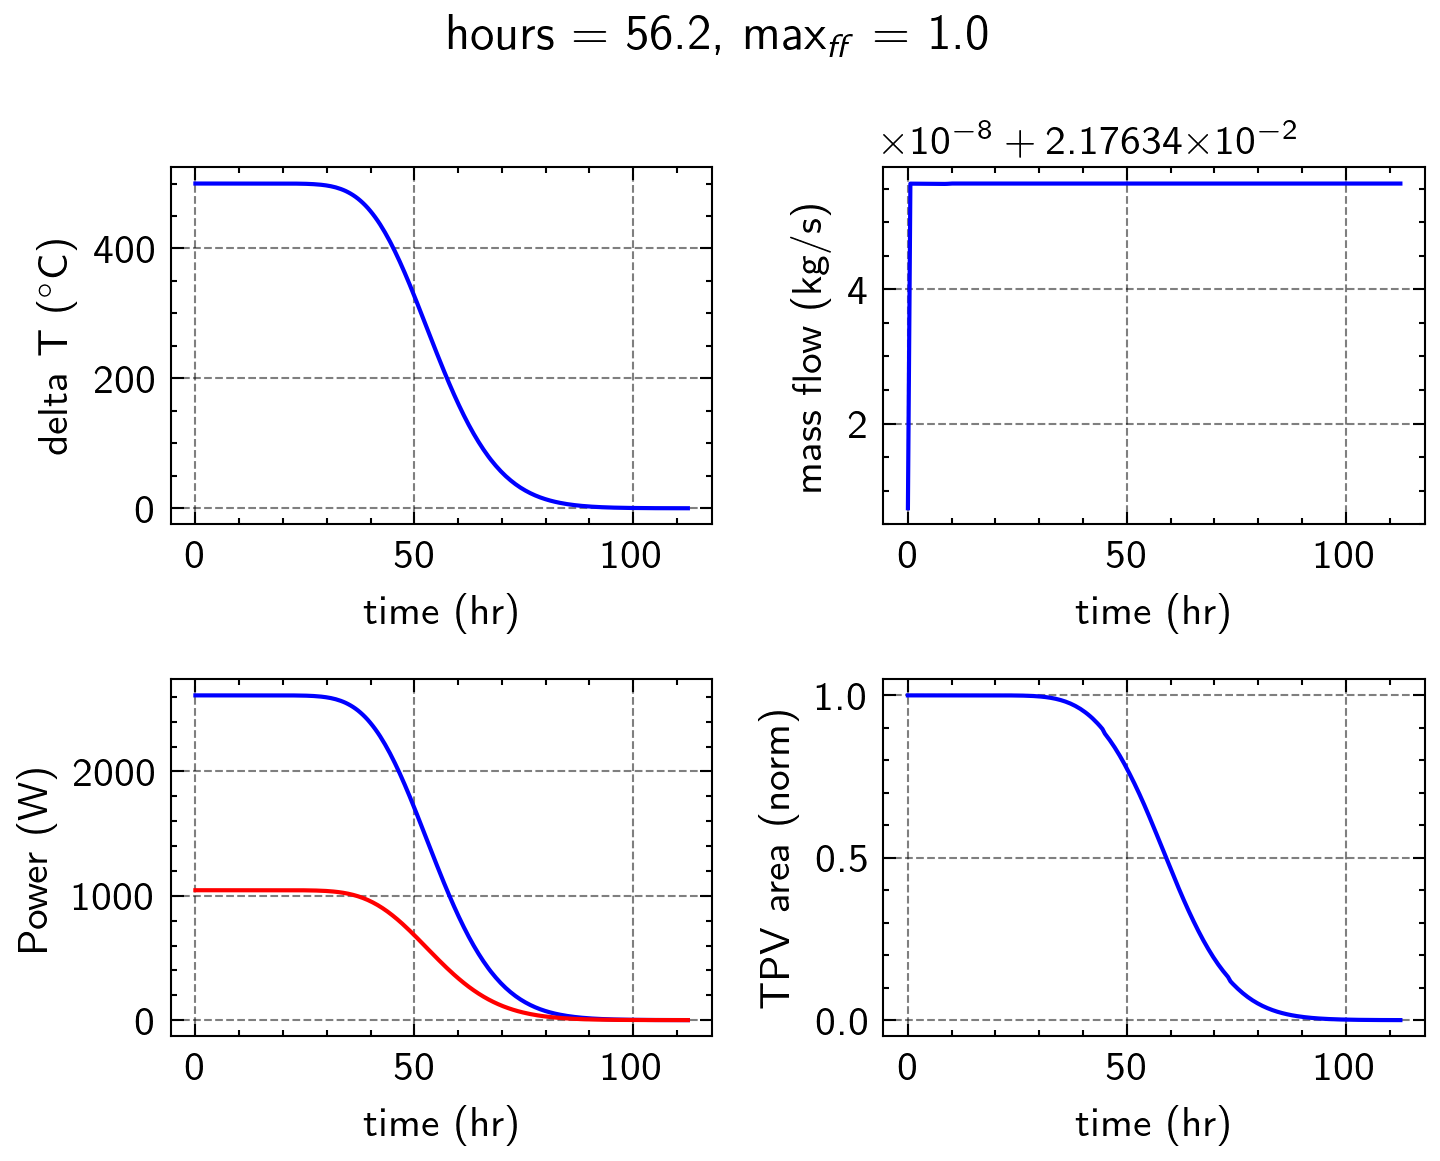 hours = 56.2, max_ff = 1.0
×10⁻⁸ + 2.17634×10⁻²
delta T (°C)
400
200
0
0 50 100
time (hr)
mass flow (kg/s)
4
2
0 50 100
time (hr)
Power (W)
2000
1000
0
0 50 100
time (hr)
TPV area (norm)
1.0
0.5
0.0
0 50 100
time (hr)